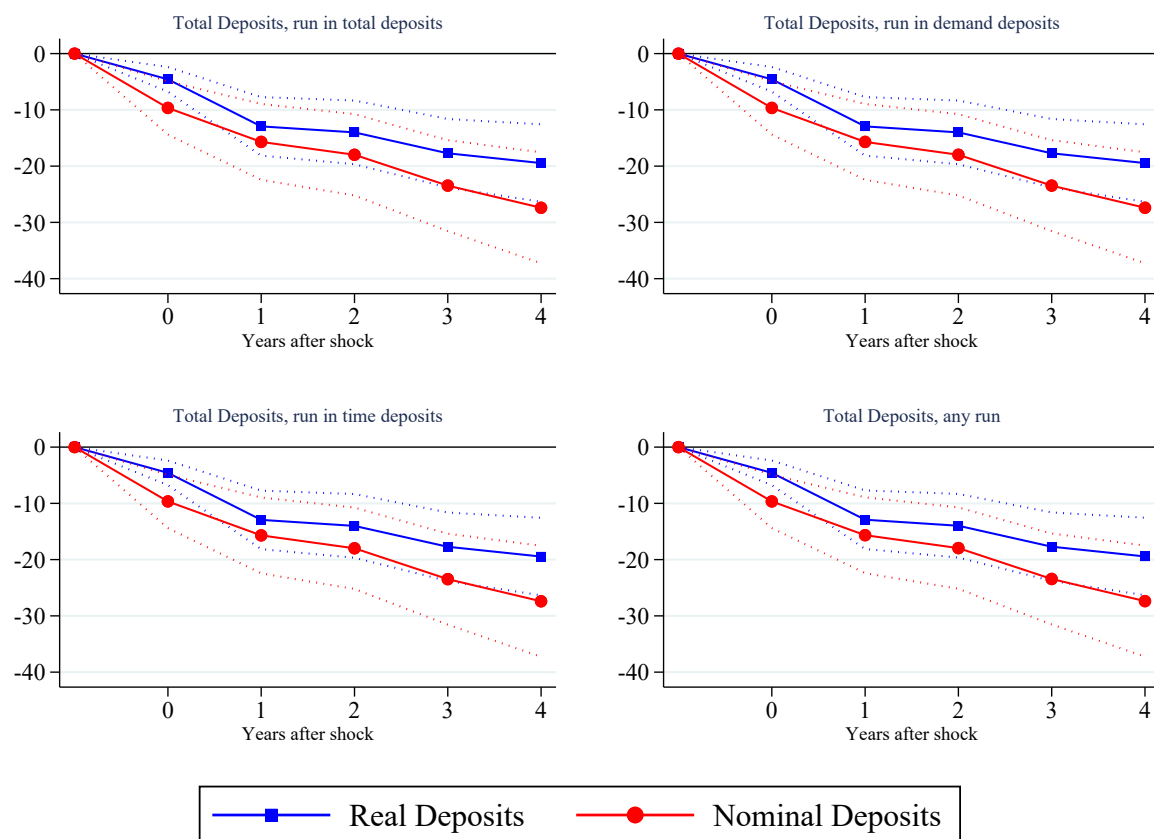 Total Deposits, run in total deposits
0
-10
-20
-30
-40
0 1 2 3 4
Years after shock
Total Deposits, run in demand deposits
0
-10
-20
-30
-40
0 1 2 3 4
Years after shock
Total Deposits, run in time deposits
0
-10
-20
-30
-40
0 1 2 3 4
Years after shock
Total Deposits, any run
0
-10
-20
-30
-40
0 1 2 3 4
Years after shock
Real Deposits Nominal Deposits